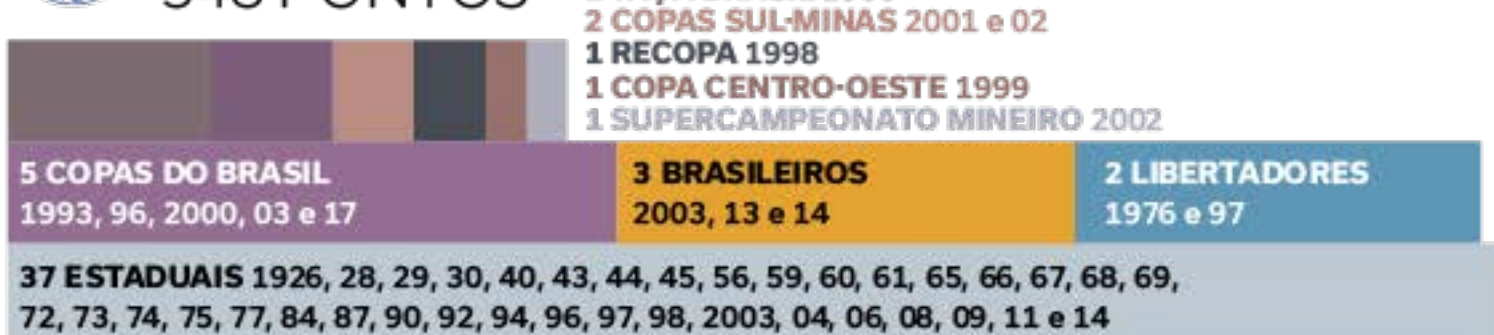 2 COPAS SUL-MINAS 2001 e 02
1 RECOPA 1998
1 COPA CENTRO-OESTE 1999
1 SUPERCAMPEONATO MINEIRO 2002
5 COPAS DO BRASIL
1993, 96, 2000, 03 e 17
3 BRASILEIROS
2003, 13 e 14
2 LIBERTADORES
1976 e 97
37 ESTADUAIS 1926, 28, 29, 30, 40, 43, 44, 45, 56, 59, 60, 61, 65, 66, 67, 68, 69,
72, 73, 74, 75, 77, 84, 87, 90, 92, 94, 96, 97, 98, 2003, 04, 06, 08, 09, 11 e 14